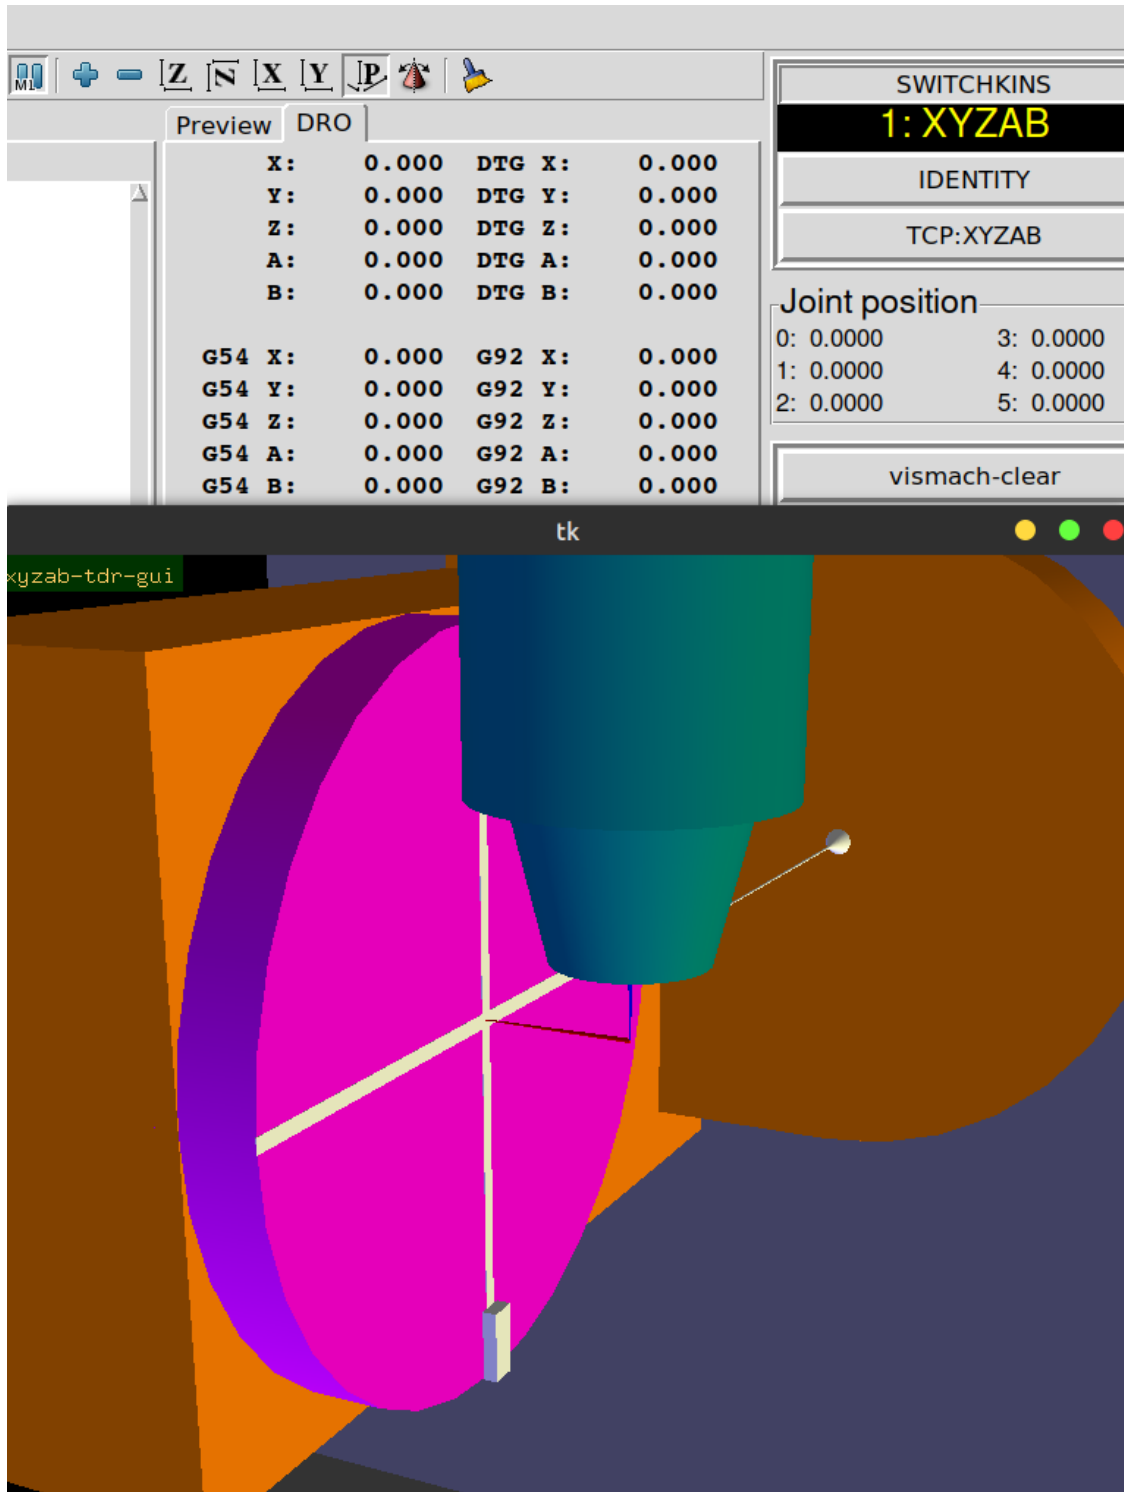 M1 Z N X Y P
SWITCHKINS
1: XYZAB
IDENTITY
TCP:XYZAB
Preview DRO
X: 0.000 DTG X: 0.000
Y: 0.000 DTG Y: 0.000
Z: 0.000 DTG Z: 0.000
A: 0.000 DTG A: 0.000
B: 0.000 DTG B: 0.000
G54 X: 0.000 G92 X: 0.000
G54 Y: 0.000 G92 Y: 0.000
G54 Z: 0.000 G92 Z: 0.000
G54 A: 0.000 G92 A: 0.000
G54 B: 0.000 G92 B: 0.000
Joint position
0: 0.0000 3: 0.0000
1: 0.0000 4: 0.0000
2: 0.0000 5: 0.0000
vismach-clear
tk
xyzab-tdr-gui